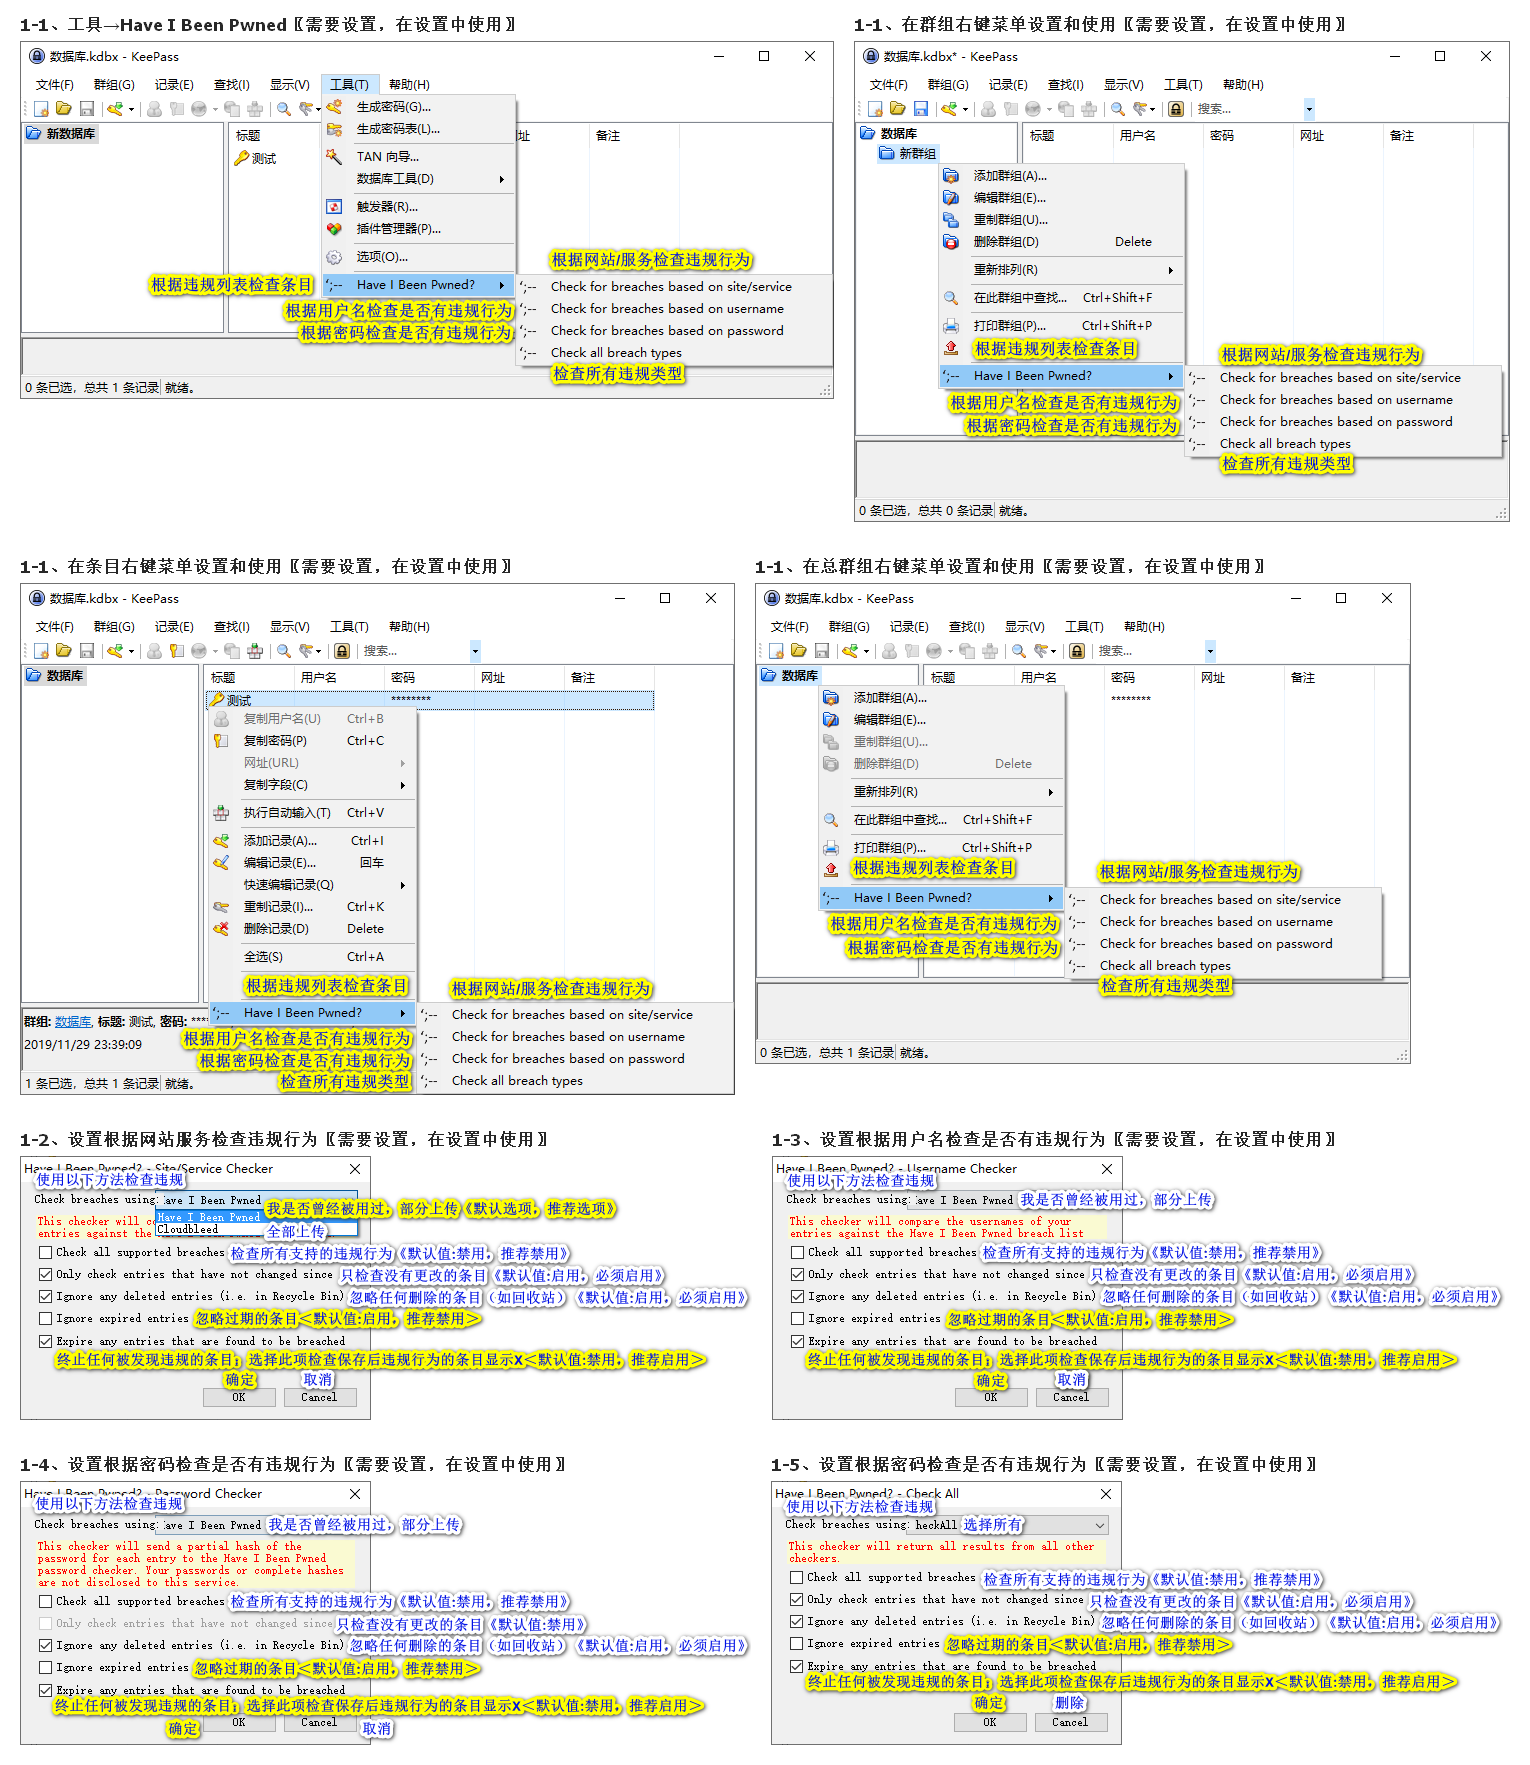 1-1、工具→Have I Been Pwned〖需要设置，在设置中使用〗
数据库.kdbx - KeePass
文件(F) 群组(G) 记录(E) 查找(I) 显示(V) 工具(T) 帮助(H)
生成密码(G)...
生成密码表(L)...
新数据库 标题 址 备注
测试
TAN 向导...
数据库工具(D)
触发器(R)...
插件管理器(P)...
选项(O)...
根据网站/服务检查违规行为
根据违规列表检查条目 Have I Been Pwned? Check for breaches based on site/service
根据用户名检查是否有违规行为 Check for breaches based on username
根据密码检查是否有违规行为 Check for breaches based on password
Check all breach types
检查所有违规类型
0 条已选，总共 1 条记录 就绪。
1-1、在群组右键菜单设置和使用〖需要设置，在设置中使用〗
数据库.kdbx* - KeePass
文件(F) 群组(G) 记录(E) 查找(I) 显示(V) 工具(T) 帮助(H)
搜索...
数据库 标题 用户名 密码 网址 备注
新群组
添加群组(A)...
编辑群组(E)...
重制群组(U)...
删除群组(D) Delete
重新排列(R)
在此群组中查找... Ctrl+Shift+F
打印群组(P)... Ctrl+Shift+P
根据违规列表检查条目 根据网站/服务检查违规行为
Have I Been Pwned? Check for breaches based on site/service
根据用户名检查是否有违规行为 Check for breaches based on username
根据密码检查是否有违规行为 Check for breaches based on password
Check all breach types
检查所有违规类型
0 条已选，总共 0 条记录 就绪。
1-1、在条目右键菜单设置和使用〖需要设置，在设置中使用〗
数据库.kdbx - KeePass
文件(F) 群组(G) 记录(E) 查找(I) 显示(V) 工具(T) 帮助(H)
搜索...
数据库 标题 用户名 密码 网址 备注
测试 ********
复制用户名(U) Ctrl+B
复制密码(P) Ctrl+C
网址(URL)
复制字段(C)
执行自动输入(T) Ctrl+V
添加记录(A)... Ctrl+I
编辑记录(E)... 回车
快速编辑记录(Q)
重制记录(I)... Ctrl+K
删除记录(D) Delete
全选(S) Ctrl+A
根据违规列表检查条目 根据网站/服务检查违规行为
群组: 数据库, 标题: 测试, 密码: **** Have I Been Pwned? Check for breaches based on site/service
2019/11/29 23:39:09 根据用户名检查是否有违规行为 Check for breaches based on username
根据密码检查是否有违规行为 Check for breaches based on password
1 条已选，总共 1 条记录 就绪。 检查所有违规类型 Check all breach types
1-1、在总群组右键菜单设置和使用〖需要设置，在设置中使用〗
数据库.kdbx - KeePass
文件(F) 群组(G) 记录(E) 查找(I) 显示(V) 工具(T) 帮助(H)
搜索...
数据库 标题 用户名 密码 网址 备注
添加群组(A)... ********
编辑群组(E)...
重制群组(U)...
删除群组(D) Delete
重新排列(R)
在此群组中查找... Ctrl+Shift+F
打印群组(P)... Ctrl+Shift+P
根据违规列表检查条目 根据网站/服务检查违规行为
Have I Been Pwned? Check for breaches based on site/service
根据用户名检查是否有违规行为 Check for breaches based on username
根据密码检查是否有违规行为 Check for breaches based on password
Check all breach types
检查所有违规类型
0 条已选，总共 1 条记录 就绪。
1-2、设置根据网站服务检查违规行为〖需要设置，在设置中使用〗
Have I Been Pwned? - Site/Service Checker
使用以下方法检查违规
Check breaches using: ave I Been Pwned
Have I Been Pwned 我是否曾经被用过，部分上传《默认选项，推荐选项》
This checker will c
Cloudbleed 全部上传
entries against the
Check all supported breaches 检查所有支持的违规行为《默认值:禁用，推荐禁用》
Only check entries that have not changed since 只检查没有更改的条目《默认值:启用，必须启用》
Ignore any deleted entries (i.e. in Recycle Bin) 忽略任何删除的条目（如回收站）《默认值:启用，必须启用》
Ignore expired entries 忽略过期的条目＜默认值:启用，推荐禁用＞
Expire any entries that are found to be breached
终止任何被发现违规的条目；选择此项检查保存后违规行为的条目显示X＜默认值:禁用，推荐启用＞
确定 取消
OK Cancel
1-3、设置根据用户名检查是否有违规行为〖需要设置，在设置中使用〗
Have I Been Pwned? - Username Checker
使用以下方法检查违规
Check breaches using: ave I Been Pwned 我是否曾经被用过，部分上传
This checker will compare the usernames of your
entries against the Have I Been Pwned breach list
Check all supported breaches 检查所有支持的违规行为《默认值:禁用，推荐禁用》
Only check entries that have not changed since 只检查没有更改的条目《默认值:启用，必须启用》
Ignore any deleted entries (i.e. in Recycle Bin) 忽略任何删除的条目（如回收站）《默认值:启用，必须启用》
Ignore expired entries 忽略过期的条目＜默认值:启用，推荐禁用＞
Expire any entries that are found to be breached
终止任何被发现违规的条目；选择此项检查保存后违规行为的条目显示X＜默认值:禁用，推荐启用＞
确定 取消
OK Cancel
1-4、设置根据密码检查是否有违规行为〖需要设置，在设置中使用〗
Have I Been Pwned? - Password Checker
使用以下方法检查违规
Check breaches using: ave I Been Pwned 我是否曾经被用过，部分上传
This checker will send a partial hash of the
password for each entry to the Have I Been Pwned
password checker. Your passwords or complete hashes
are not disclosed to this service.
Check all supported breaches 检查所有支持的违规行为《默认值:禁用，推荐禁用》
Only check entries that have not changed since 只检查没有更改的条目《默认值:禁用》
Ignore any deleted entries (i.e. in Recycle Bin) 忽略任何删除的条目（如回收站）《默认值:启用，必须启用》
Ignore expired entries 忽略过期的条目＜默认值:启用，推荐禁用＞
Expire any entries that are found to be breached
终止任何被发现违规的条目；选择此项检查保存后违规行为的条目显示X＜默认值:禁用，推荐启用＞
OK Cancel
确定 取消
1-5、设置根据密码检查是否有违规行为〖需要设置，在设置中使用〗
Have I Been Pwned? - Check All
使用以下方法检查违规
Check breaches using: heckAll 选择所有
This checker will return all results from all other
checkers.
Check all supported breaches 检查所有支持的违规行为《默认值:禁用，推荐禁用》
Only check entries that have not changed since 只检查没有更改的条目《默认值:启用，必须启用》
Ignore any deleted entries (i.e. in Recycle Bin) 忽略任何删除的条目（如回收站）《默认值:启用，必须启用》
Ignore expired entries 忽略过期的条目＜默认值:启用，推荐禁用＞
Expire any entries that are found to be breached
终止任何被发现违规的条目；选择此项检查保存后违规行为的条目显示X＜默认值:禁用，推荐启用＞
确定 删除
OK Cancel